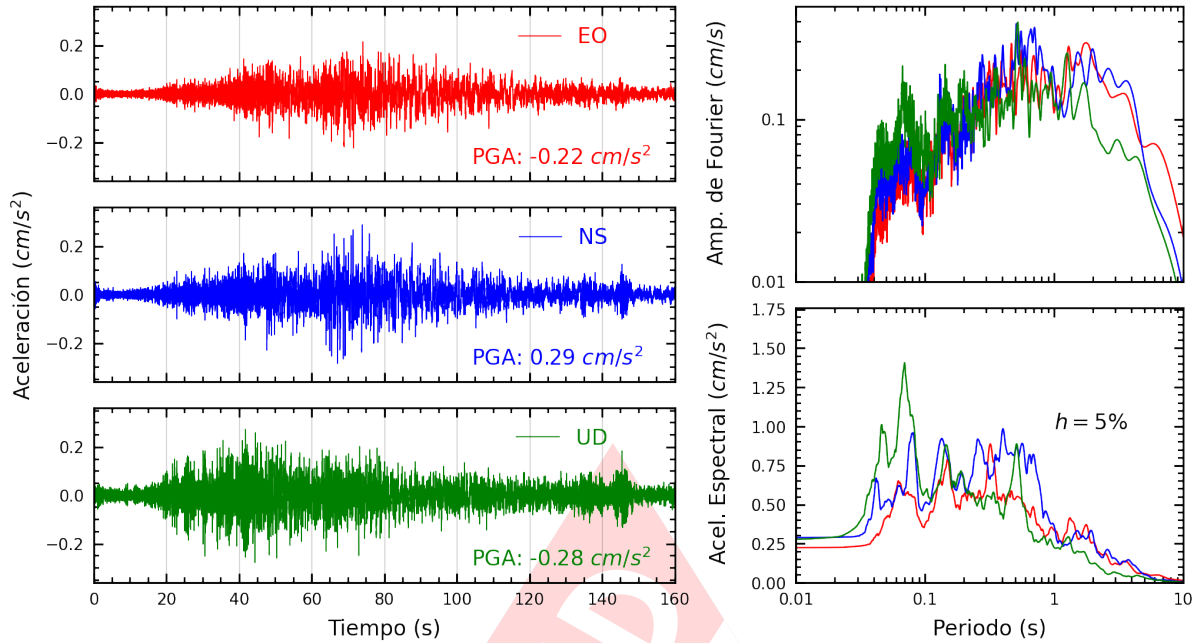 Aceleración (cm/s²)
0.2
0.0
−0.2
EO
PGA: -0.22 cm/s²
0.2
0.0
−0.2
NS
PGA: 0.29 cm/s²
0.2
0.0
−0.2
UD
PGA: -0.28 cm/s²
0 20 40 60 80 100 120 140 160
Tiempo (s)
Amp. de Fourier (cm/s)
0.1
0.01
Acel. Espectral (cm/s²)
1.75
1.50
1.25
1.00
0.75
0.50
0.25
0.00
h = 5%
0.01 0.1 1 10
Periodo (s)